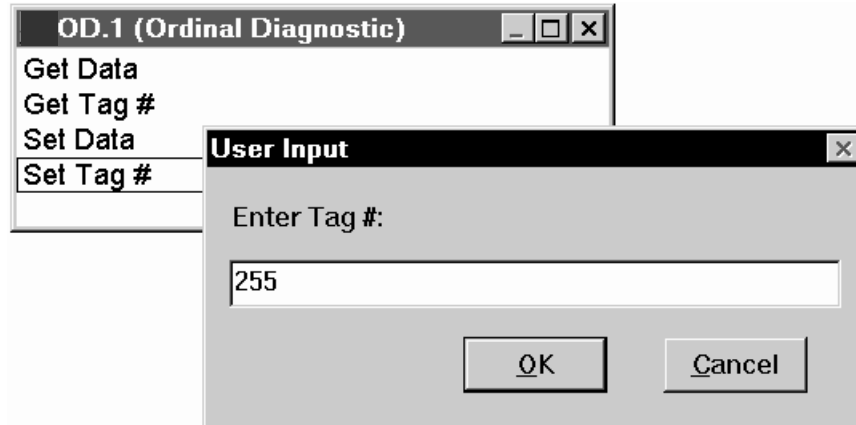 OD.1 (Ordinal Diagnostic)
Get Data
Get Tag #
Set Data
Set Tag #
User Input
Enter Tag #:
255
OK
Cancel